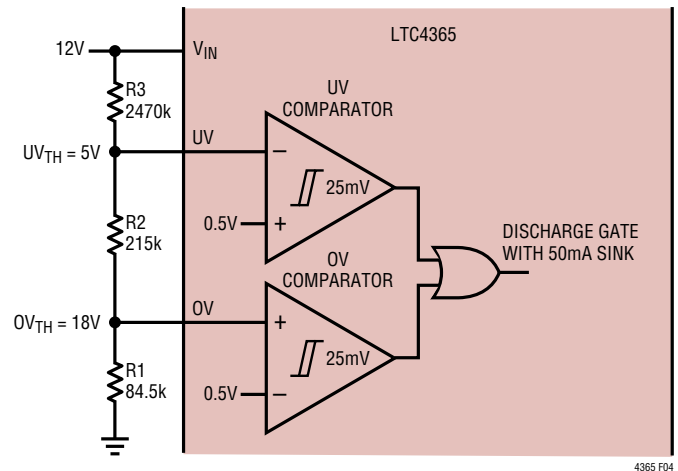 LTC4365
12V
VIN
R3
2470k
UV
COMPARATOR
UV
UVTH = 5V
25mV
−
+
0.5V
R2
215k
DISCHARGE GATE
WITH 50mA SINK
OV
COMPARATOR
OV
OVTH = 18V
+
25mV
R1
84.5k
0.5V
−
4365 F04